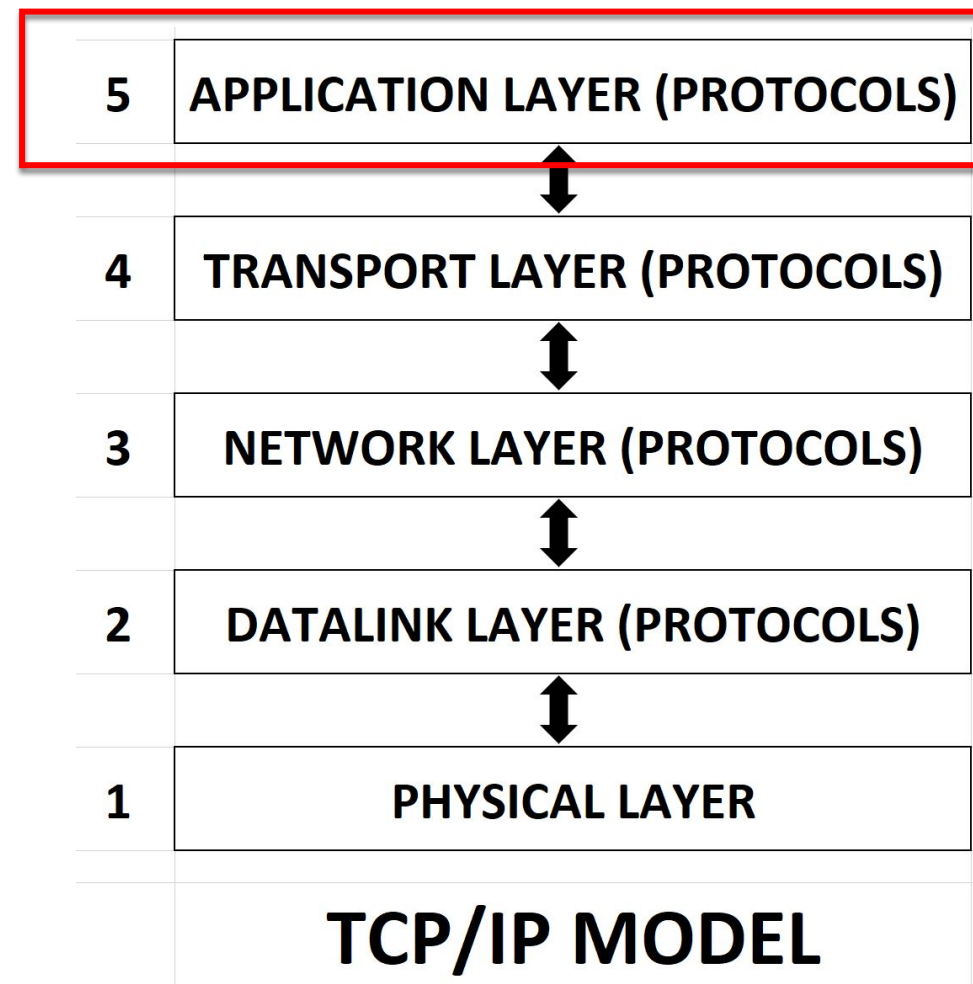 5 APPLICATION LAYER (PROTOCOLS)
4 TRANSPORT LAYER (PROTOCOLS)
3 NETWORK LAYER (PROTOCOLS)
2 DATALINK LAYER (PROTOCOLS)
1 PHYSICAL LAYER
TCP/IP MODEL